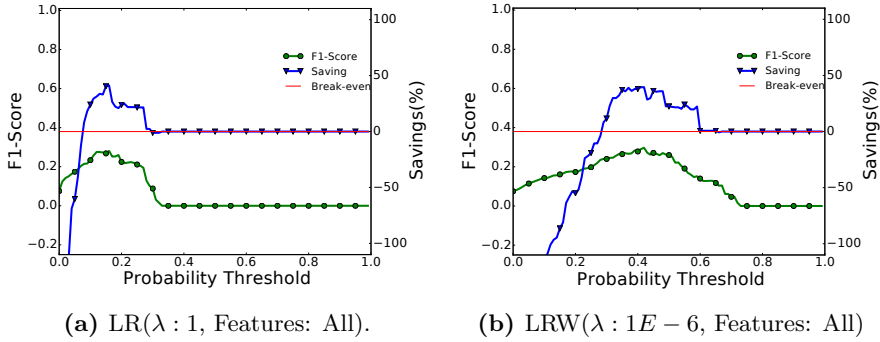 1.0
0.8
0.6
0.4
0.2
0.0
−0.2
F1-Score
0.0 0.2 0.4 0.6 0.8 1.0
Probability Threshold
100
50
0
−50
−100
Savings(%)
F1-Score
Saving
Break-even
(a) LR(λ : 1, Features: All).
1.0
0.8
0.6
0.4
0.2
0.0
−0.2
F1-Score
0.0 0.2 0.4 0.6 0.8 1.0
Probability Threshold
100
50
0
−50
−100
Savings(%)
F1-Score
Saving
Break-even
(b) LRW(λ : 1E − 6, Features: All)